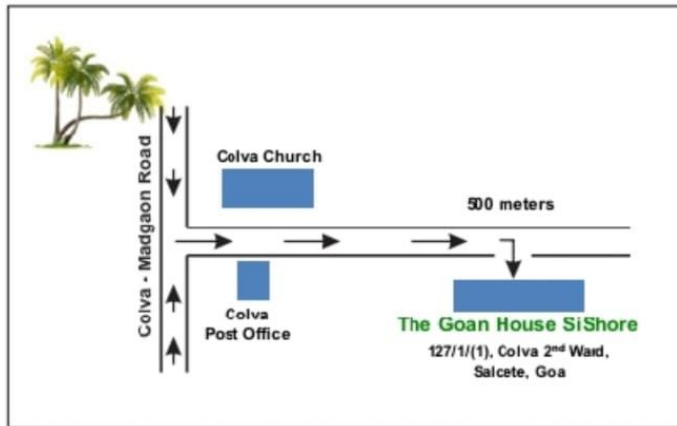 Colva - Madgaon Road
Colva Church
500 meters
Colva
Post Office
The Goan House SiShore
127/1/(1), Colva 2nd Ward,
Salcete, Goa